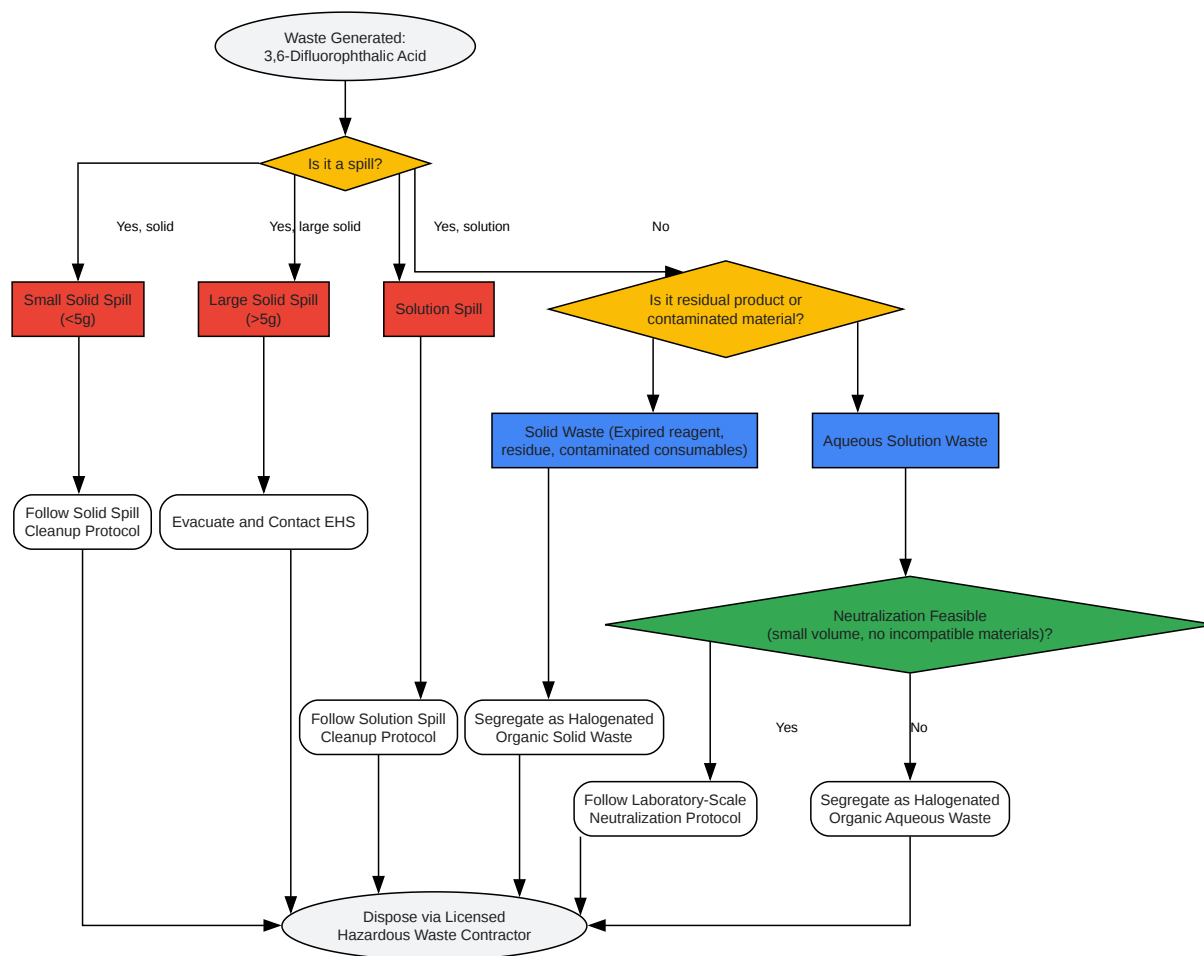 Waste Generated:
3,6-Difluorophthalic Acid
Is it a spill?
Yes, solid
Yes, large solid
Yes, solution
No
Small Solid Spill
(<5g)
Large Solid Spill
(>5g)
Solution Spill
Is it residual product or
contaminated material?
Solid Waste (Expired reagent,
residue, contaminated consumables)
Aqueous Solution Waste
Follow Solid Spill
Cleanup Protocol
Evacuate and Contact EHS
Neutralization Feasible
(small volume, no incompatible materials)?
Follow Solution Spill
Cleanup Protocol
Segregate as Halogenated
Organic Solid Waste
Yes
No
Follow Laboratory-Scale
Neutralization Protocol
Segregate as Halogenated
Organic Aqueous Waste
Dispose via Licensed
Hazardous Waste Contractor